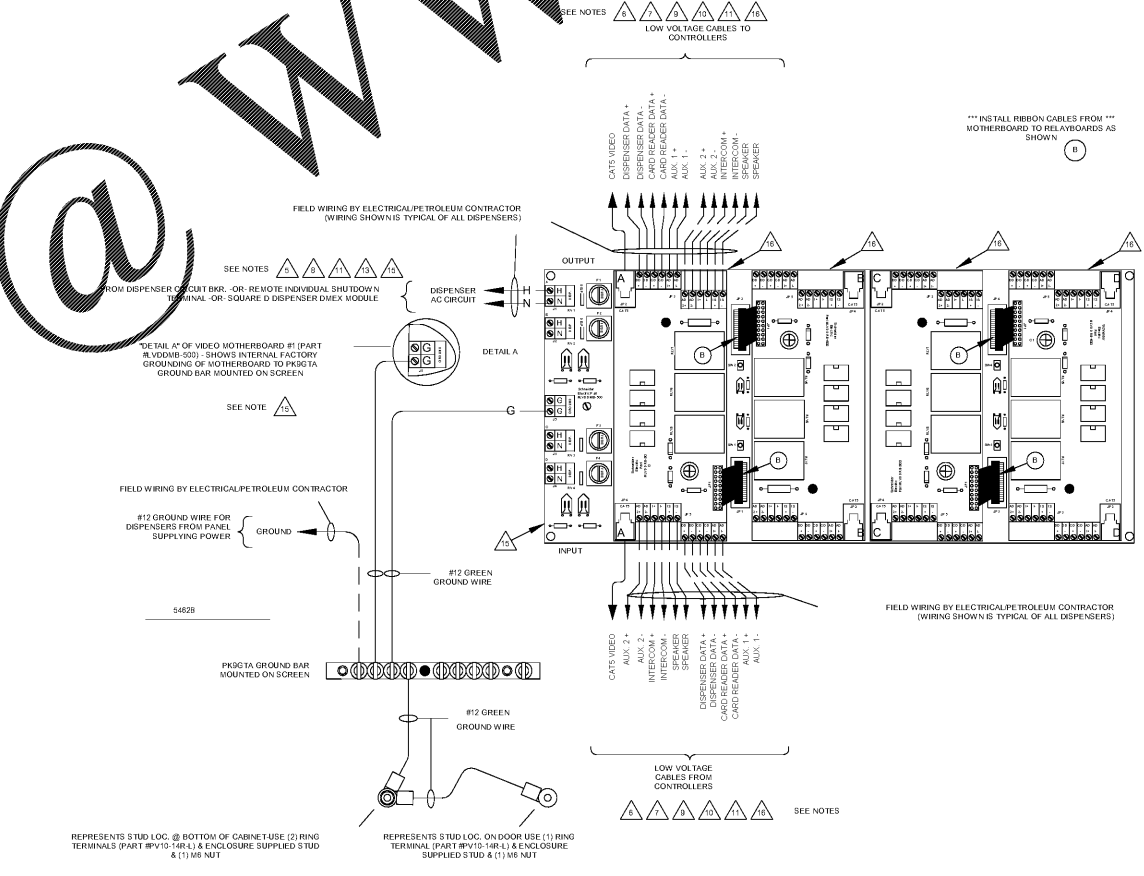 @ W
SEE NOTES 6 7 9 10 11 16
LOW VOLTAGE CABLES TO
CONTROLLERS
CAT5 VIDEO
DISPENSER DATA +
DISPENSER DATA -
CARD READER DATA +
CARD READER DATA -
AUX. 1 +
AUX. 1 -
AUX. 2 +
AUX. 2 -
INTERCOM +
INTERCOM -
SPEAKER
SPEAKER
*** INSTALL RIBBON CABLES FROM ***
MOTHERBOARD TO RELAYBOARDS AS
SHOWN
B
FIELD WIRING BY ELECTRICAL/PETROLEUM CONTRACTOR
(WIRING SHOWN IS TYPICAL OF ALL DISPENSERS)
16 16 16 16
OUTPUT
SEE NOTES 5 8 11 13 15
FROM DISPENSER CIRCUIT BKR. -OR- REMOTE INDIVIDUAL SHUTDOWN
TERMINAL -OR- SQUARE D DISPENSER DMEX MODULE
DISPENSER
AC CIRCUIT
H
N
A B C D
"DETAIL A" OF VIDEO MOTHERBOARD #1 (PART
#LVDDMB-500) - SHOWS INTERNAL FACTORY
GROUNDING OF MOTHERBOARD TO PK9GTA
GROUND BAR MOUNTED ON SCREEN
G
G
DETAIL A
SEE NOTE 15
G
H
N
H
N
G
G
H
N
H
N
B
B
B
B
FIELD WIRING BY ELECTRICAL/PETROLEUM CONTRACTOR
#12 GROUND WIRE FOR
DISPENSERS FROM PANEL
SUPPLYING POWER
GROUND
15
INPUT
A B C D
#12 GREEN
GROUND WIRE
5462B
FIELD WIRING BY ELECTRICAL/PETROLEUM CONTRACTOR
(WIRING SHOWN IS TYPICAL OF ALL DISPENSERS)
CAT5 VIDEO
AUX. 2 +
AUX. 2 -
INTERCOM +
INTERCOM -
SPEAKER
SPEAKER
DISPENSER DATA +
DISPENSER DATA -
CARD READER DATA +
CARD READER DATA -
AUX. 1 +
AUX. 1 -
PK9GTA GROUND BAR
MOUNTED ON SCREEN
#12 GREEN
GROUND WIRE
LOW VOLTAGE
CABLES FROM
CONTROLLERS
6 7 9 10 11 16 SEE NOTES
REPRESENTS STUD LOC. @ BOTTOM OF CABINET-USE (2) RING
TERMINALS (PART #PV10-14R-L) & ENCLOSURE SUPPLIED STUD
& (1) M6 NUT
REPRESENTS STUD LOC. ON DOOR USE (1) RING
TERMINAL (PART #PV10-14R-L) & ENCLOSURE
SUPPLIED STUD & (1) M6 NUT